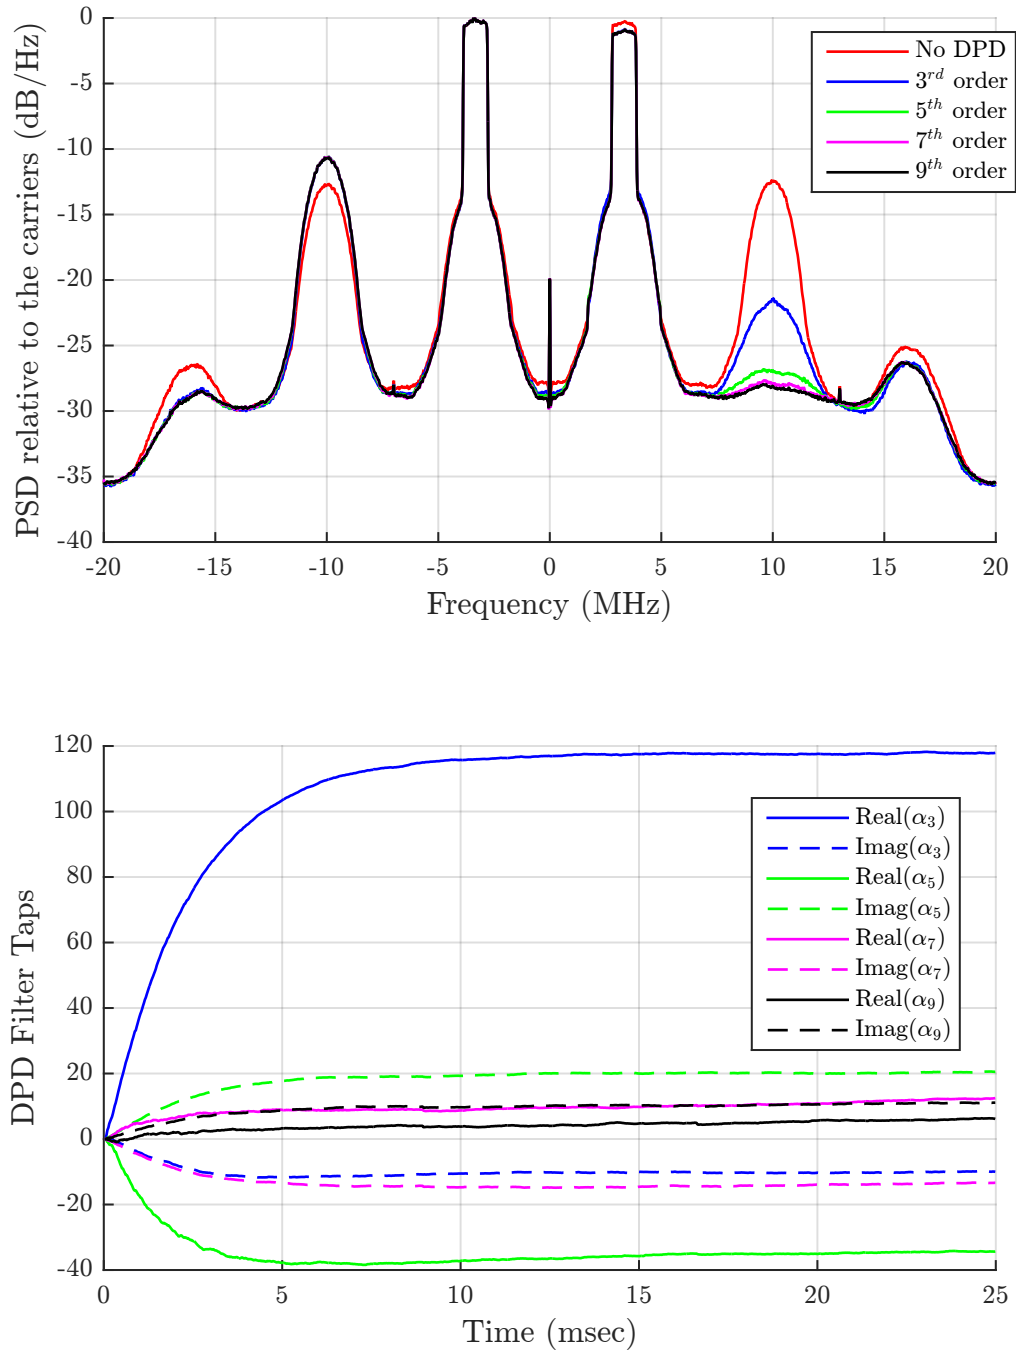 PSD relative to the carriers (dB/Hz)
0
-5
-10
-15
-20
-25
-30
-35
-40
-20
-15
-10
-5
0
5
10
15
20
Frequency (MHz)
No DPD
3rd order
5th order
7th order
9th order
DPD Filter Taps
120
100
80
60
40
20
0
-20
-40
0
5
10
15
20
25
Time (msec)
Real(α3)
Imag(α3)
Real(α5)
Imag(α5)
Real(α7)
Imag(α7)
Real(α9)
Imag(α9)